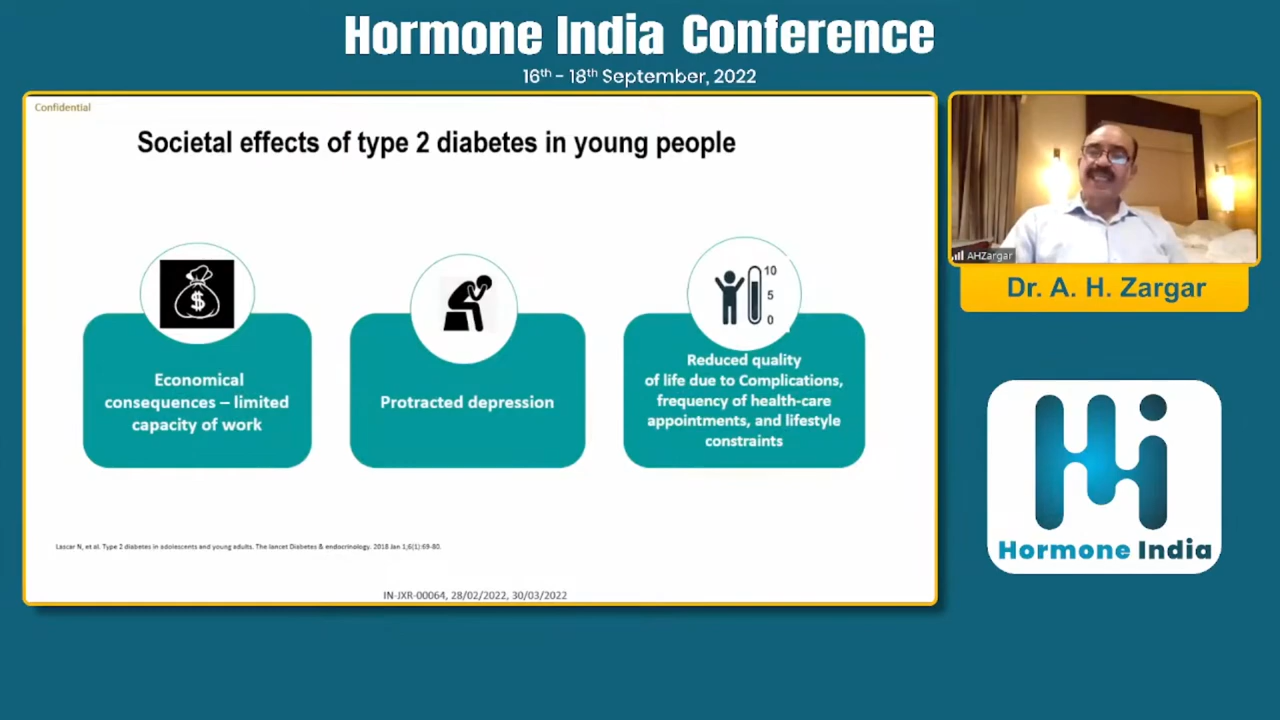 Hormone India Conference
16th - 18th September, 2022
Confidential
Societal effects of type 2 diabetes in young people
$
Economical
consequences – limited
capacity of work
Protracted depression
10
5
0
Reduced quality
of life due to Complications,
frequency of health-care
appointments, and lifestyle
constraints
Lascar N, et al. Type 2 diabetes in adolescents and young adults. The lancet Diabetes & endocrinology. 2018 Jan 1;6(1):69-80.
IN-JXR-00064, 28/02/2022, 30/03/2022
AHZargar
Dr. A. H. Zargar
Hi
Hormone India